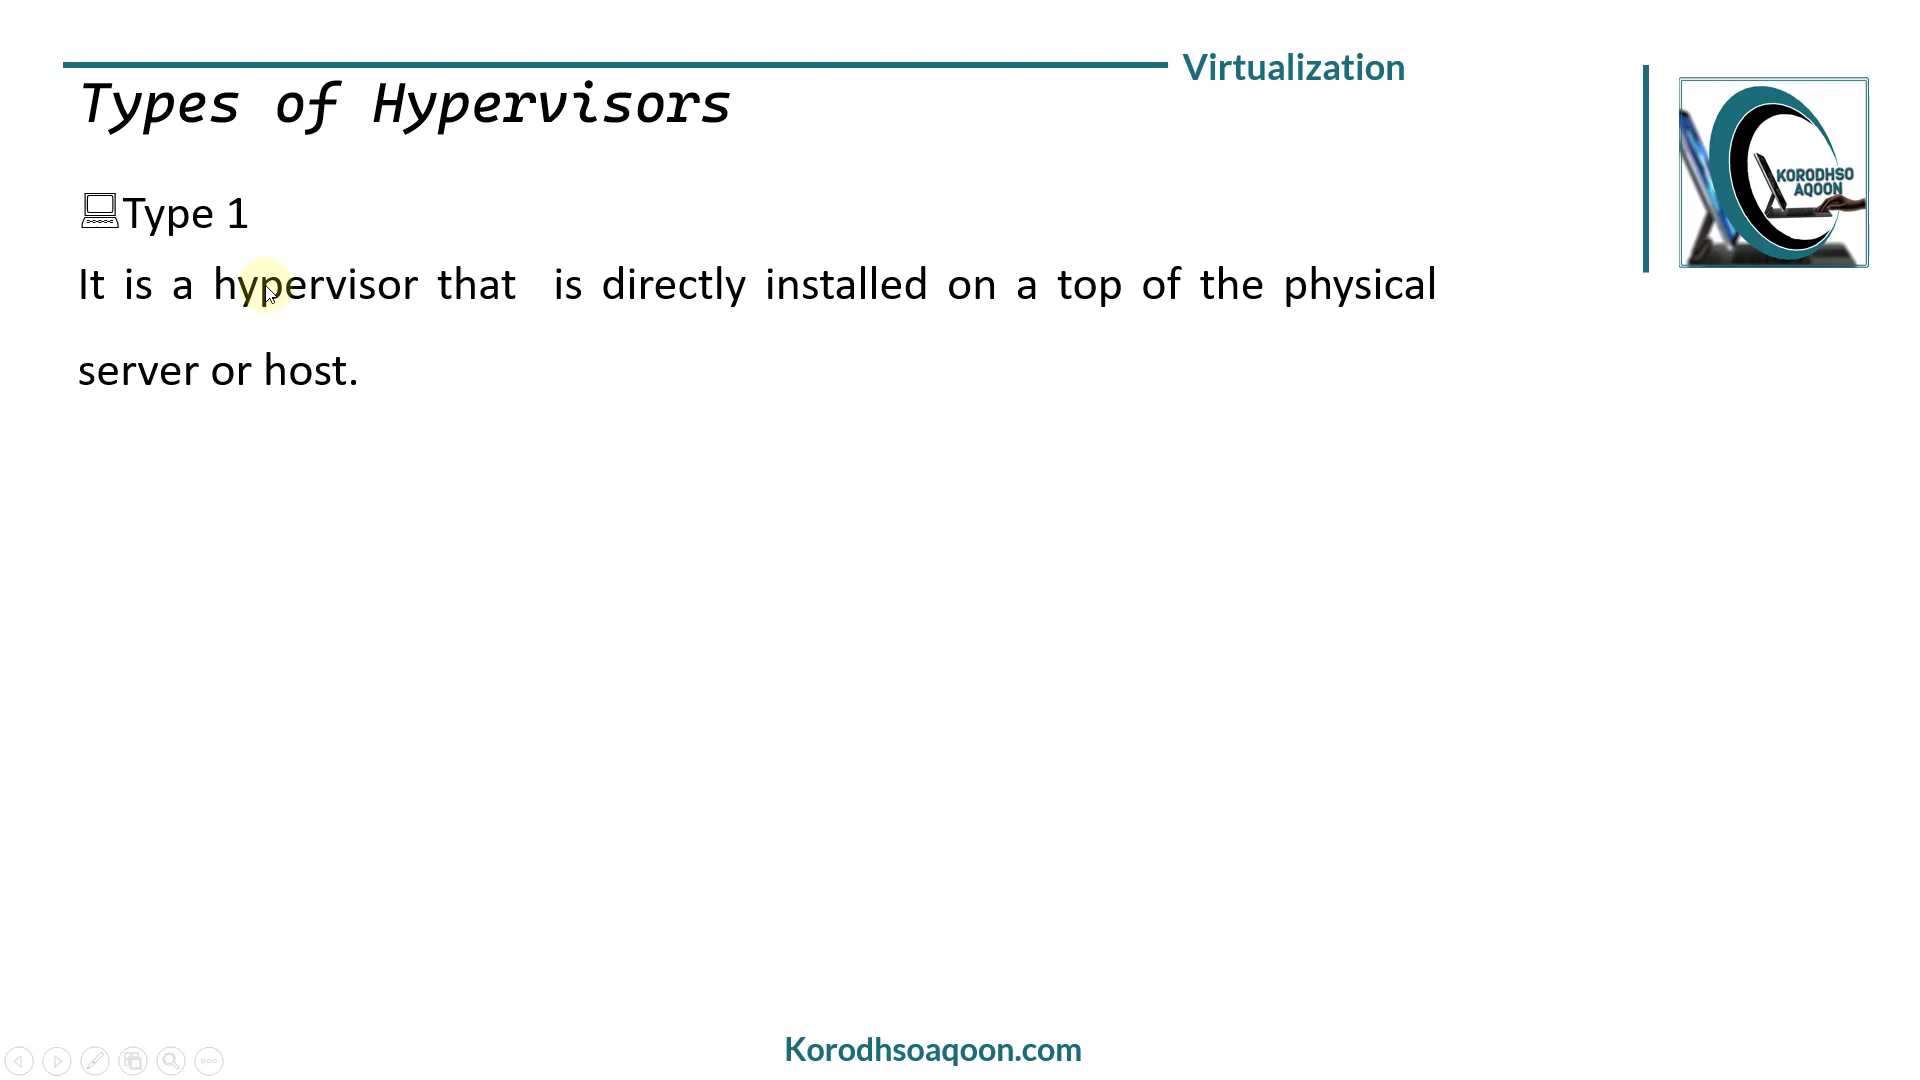 Virtualization
Types of Hypervisors
KORODHSO
AQOON
Type 1
It is a hypervisor that is directly installed on a top of the physical
server or host.
Korodhsoaqoon.com